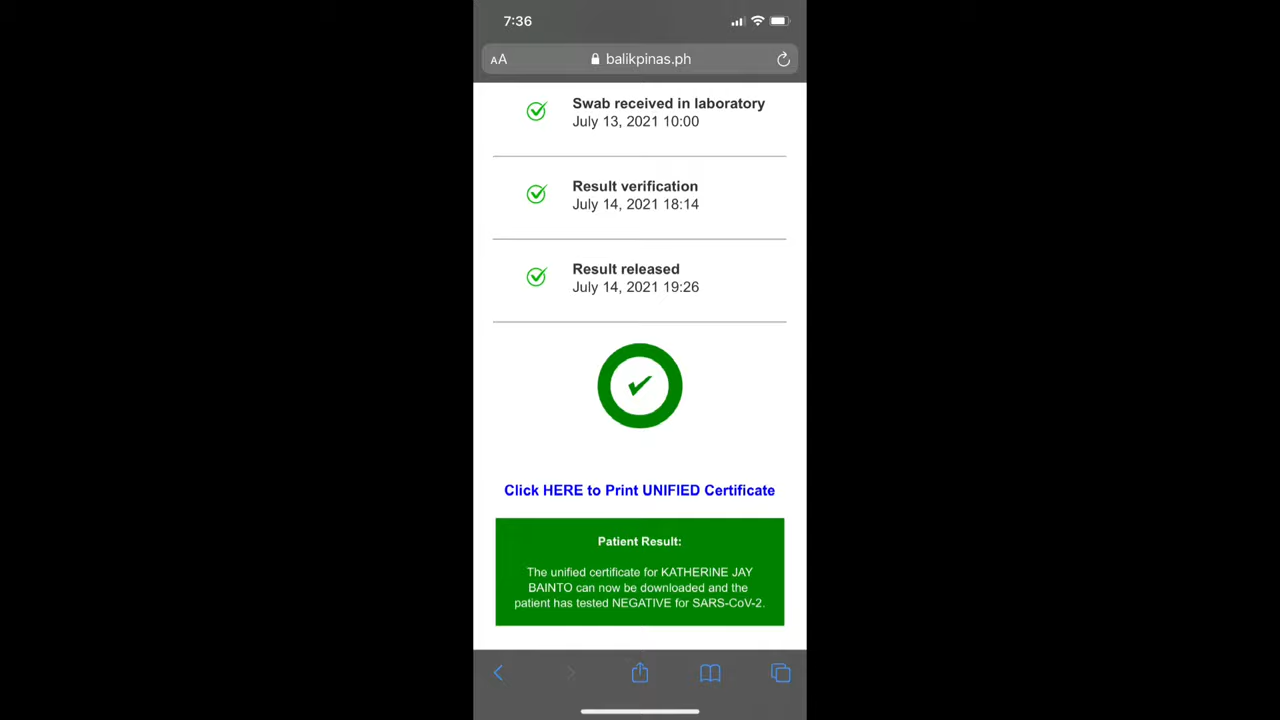 7:36
AA balikpinas.ph
Swab received in laboratory
July 13, 2021 10:00
Result verification
July 14, 2021 18:14
Result released
July 14, 2021 19:26
Click HERE to Print UNIFIED Certificate
Patient Result:
The unified certificate for KATHERINE JAY
BAINTO can now be downloaded and the
patient has tested NEGATIVE for SARS-CoV-2.